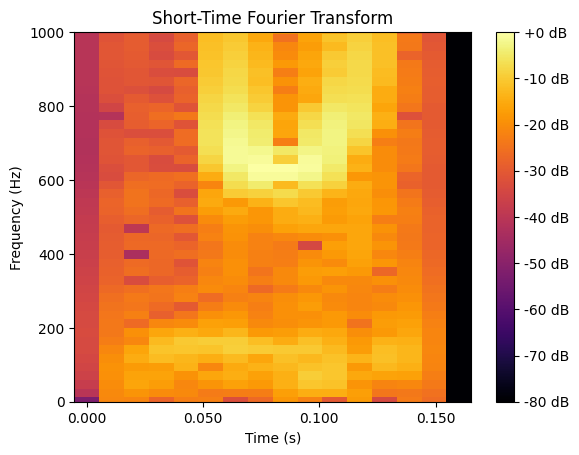 Short-Time Fourier Transform
1000
800
600
400
200
0
Frequency (Hz)
0.000
0.050
0.100
0.150
Time (s)
+0 dB
-10 dB
-20 dB
-30 dB
-40 dB
-50 dB
-60 dB
-70 dB
-80 dB